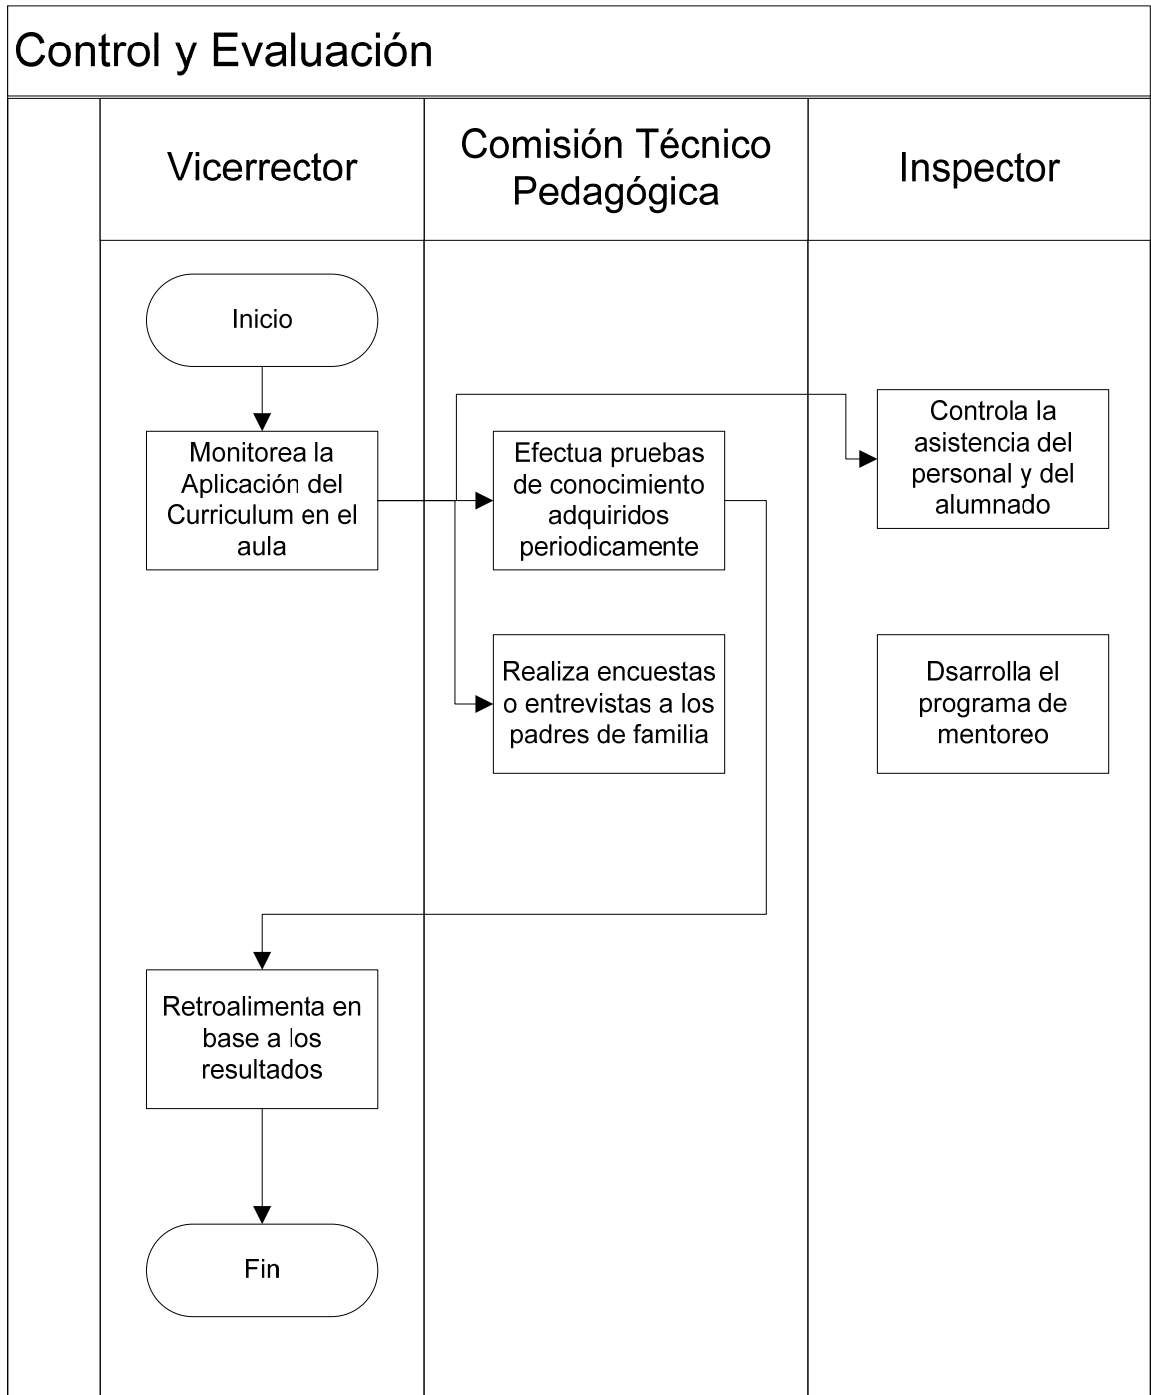 Control y Evaluación
Vicerrector
Comisión Técnico
Pedagógica
Inspector
Inicio
Monitorea la
Aplicación del
Curriculum en el
aula
Efectua pruebas
de conocimiento
adquiridos
periodicamente
Controla la
asistencia del
personal y del
alumnado
Realiza encuestas
o entrevistas a los
padres de familia
Dsarrolla el
programa de
mentoreo
Retroalimenta en
base a los
resultados
Fin